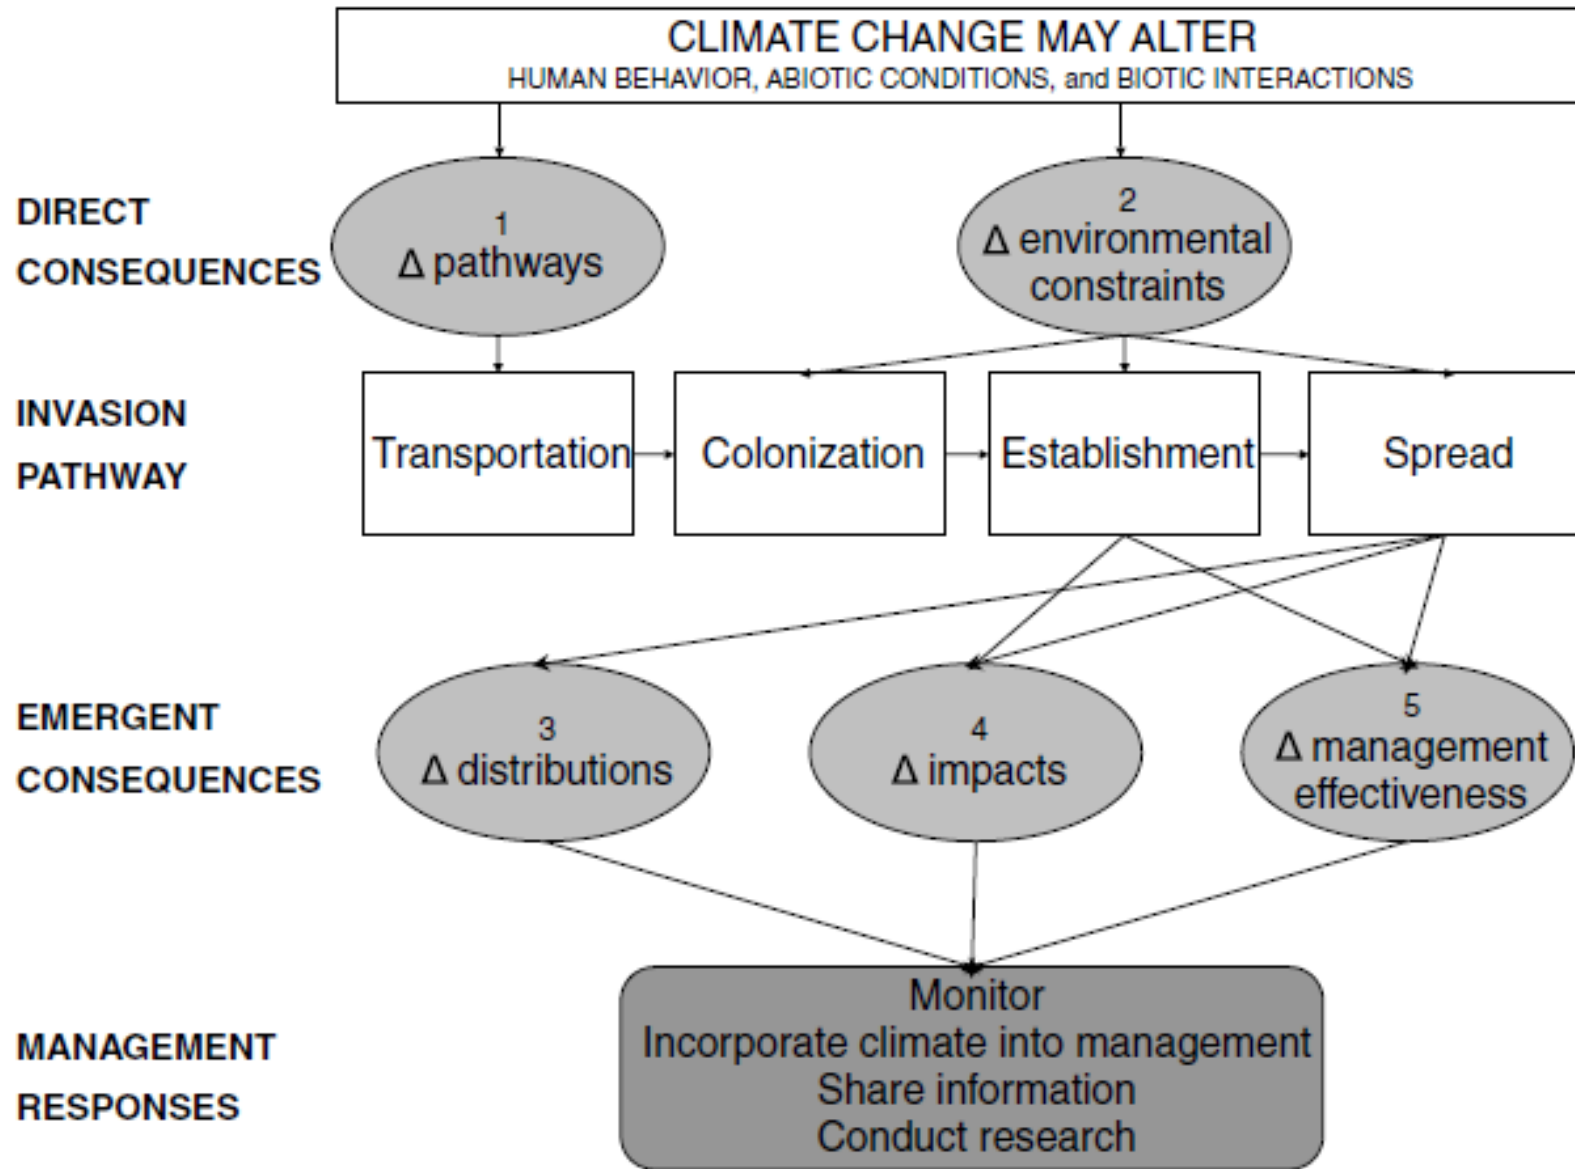 CLIMATE CHANGE MAY ALTER
HUMAN BEHAVIOR, ABIOTIC CONDITIONS, and BIOTIC INTERACTIONS
DIRECT
CONSEQUENCES
1
Δ pathways
2
Δ environmental
constraints
INVASION
PATHWAY
Transportation
Colonization
Establishment
Spread
EMERGENT
CONSEQUENCES
3
Δ distributions
4
Δ impacts
5
Δ management
effectiveness
MANAGEMENT
RESPONSES
Monitor
Incorporate climate into management
Share information
Conduct research